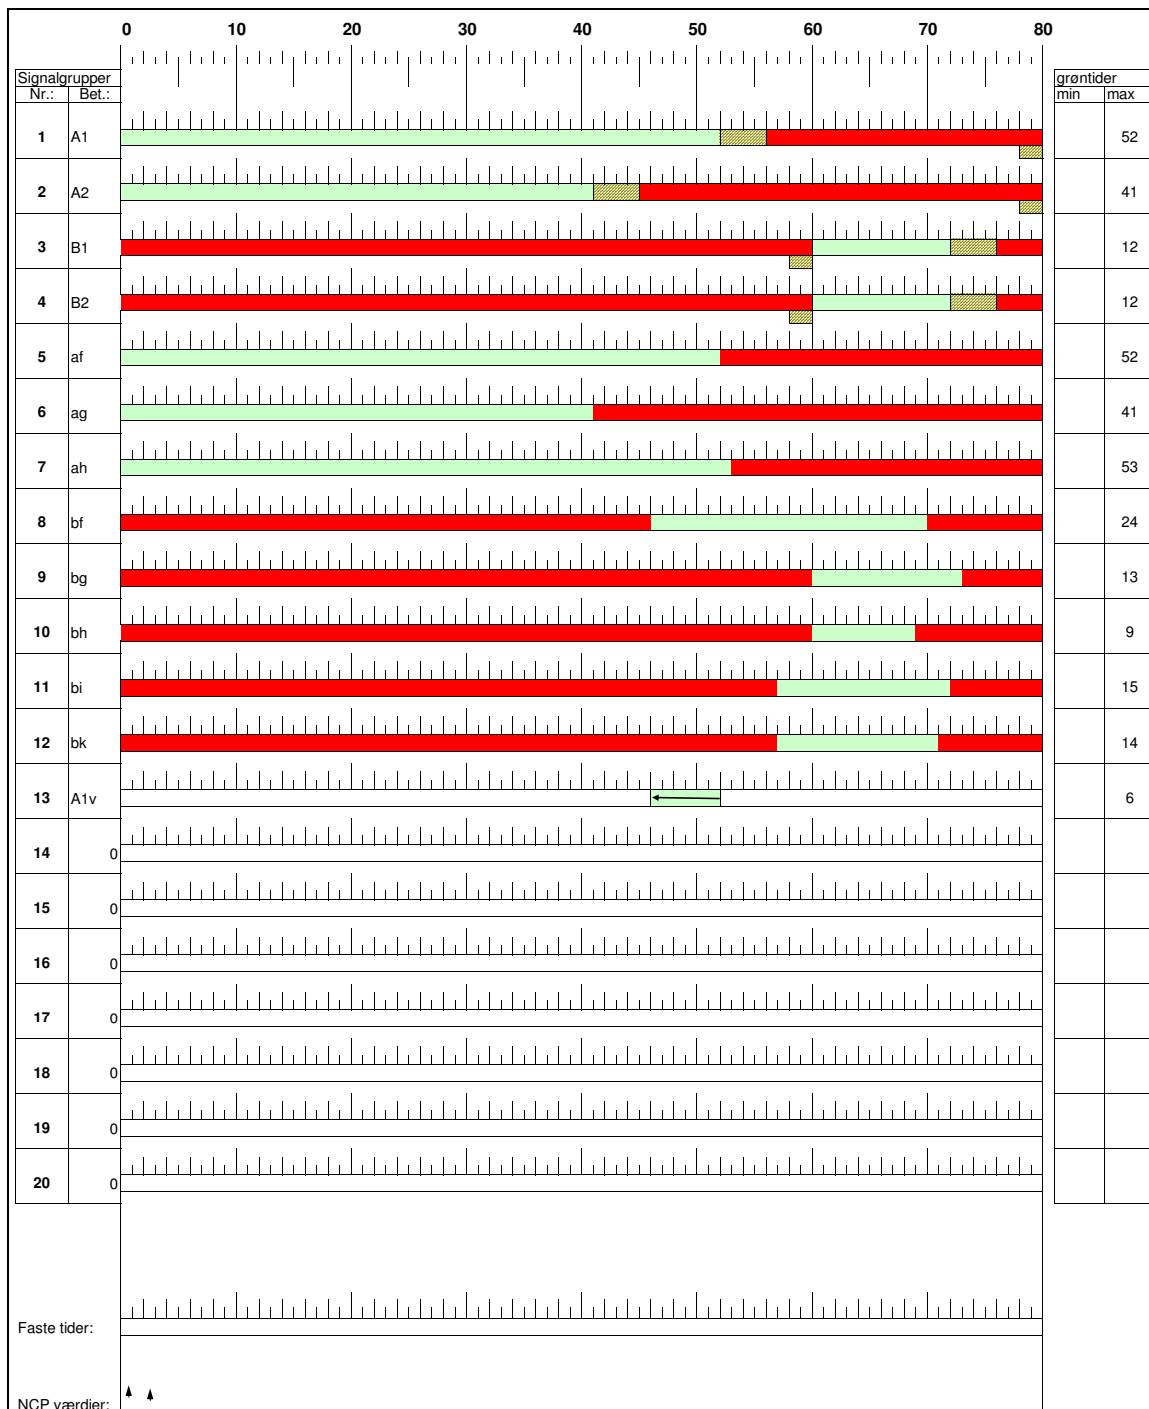 0 10 20 30 40 50 60 70 80
Signalgrupper grøntider
Nr.: Bet.: min max
1 A1 52
2 A2 41
3 B1 12
4 B2 12
5 af 52
6 ag 41
7 ah 53
8 bf 24
9 bg 13
10 bh 9
11 bi 15
12 bk 14
13 A1v 6
14 0
15 0
16 0
17 0
18 0
19 0
20 0
Faste tider:
NCP værdier: